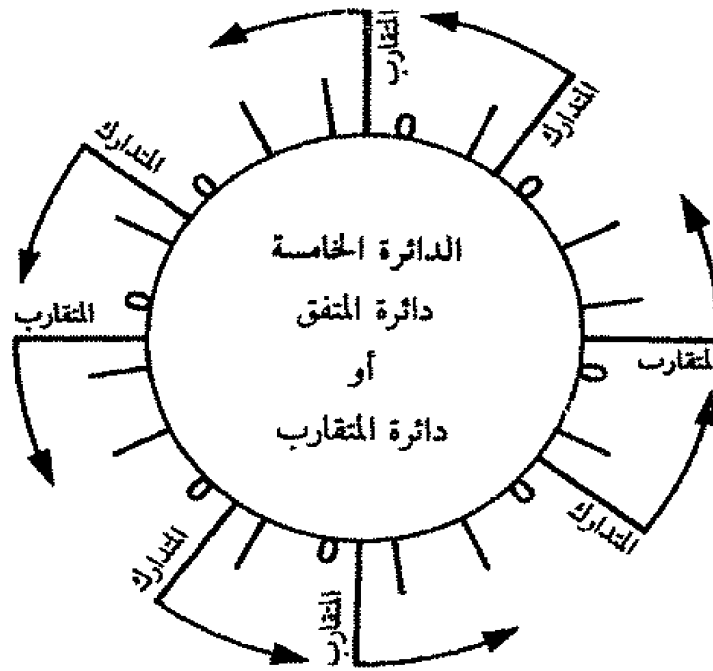 الدائرة الخامسة
دائرة المتفق
أو
دائرة المتقارب
المتقارب
المتدارك
المتقارب
المتدارك
المتقارب
المتدارك
المتقارب
المتدارك